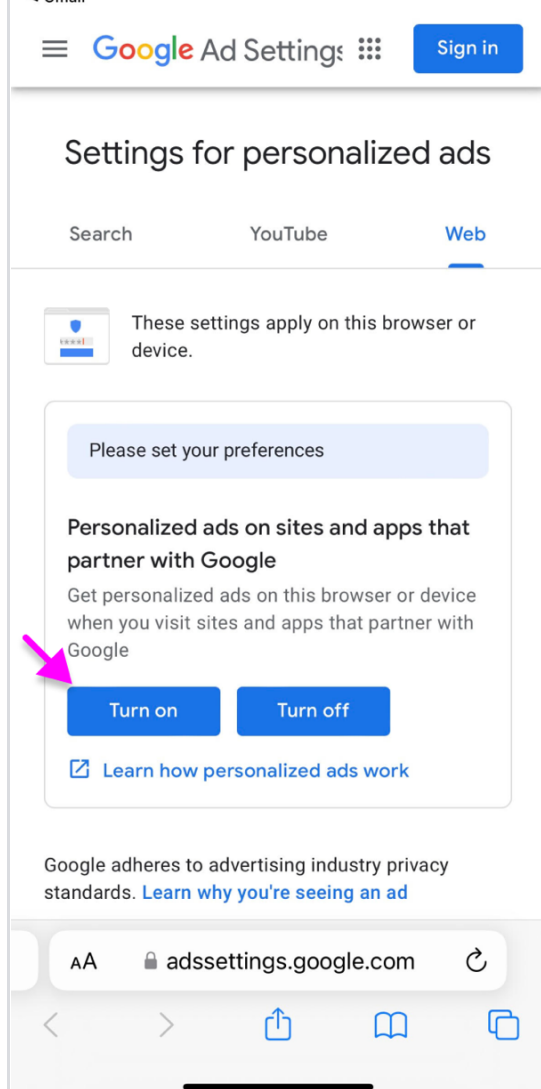 Google Ad Settings
Sign in
Settings for personalized ads
Search
YouTube
Web
These settings apply on this browser or
device.
Please set your preferences
Personalized ads on sites and apps that
partner with Google
Get personalized ads on this browser or device
when you visit sites and apps that partner with
Google
Turn on
Turn off
Learn how personalized ads work
Google adheres to advertising industry privacy
standards. Learn why you're seeing an ad
AA
adssettings.google.com